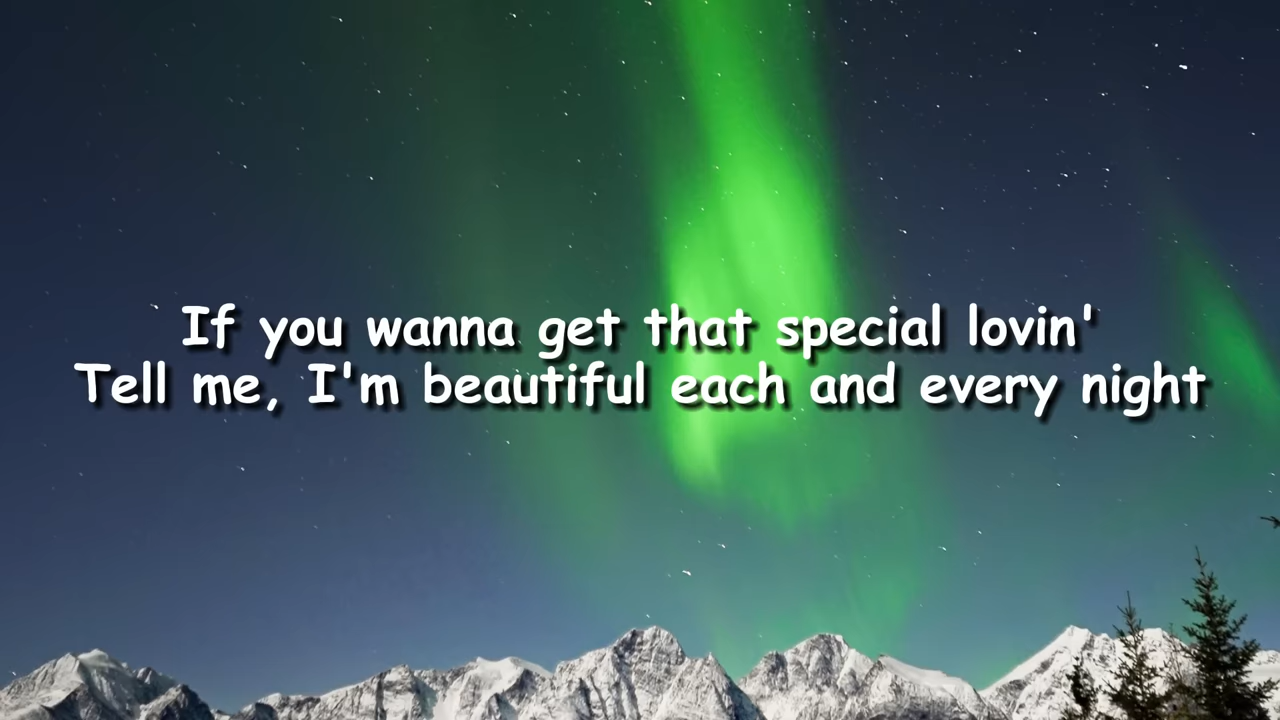 If you wanna get that special lovin'
Tell me, I'm beautiful each and every night